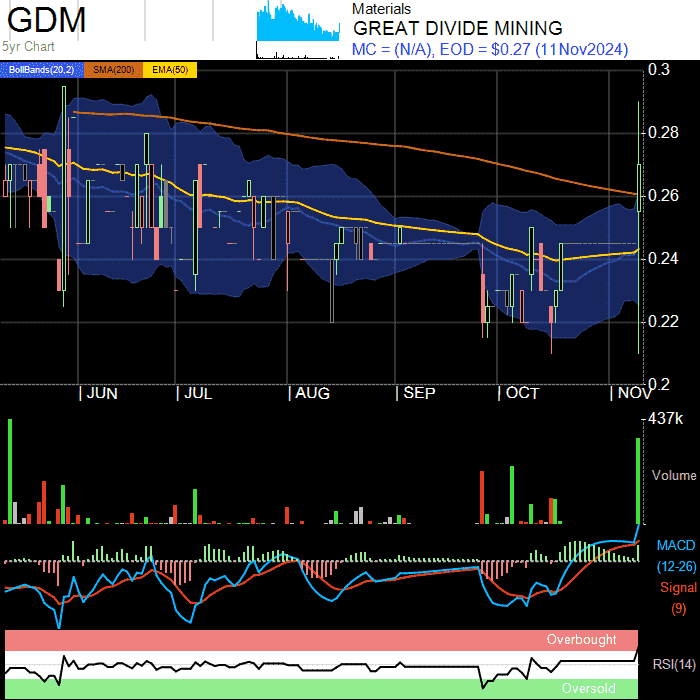 GDM
5yr Chart
Materials
GREAT DIVIDE MINING
MC = (N/A), EOD = $0.27 (11Nov2024)
BollBands(20,2) SMA(200) EMA(50)
0.3
0.28
0.26
0.24
0.22
0.2
JUN JUL AUG SEP OCT NOV
437k
Volume
MACD
(12-26)
Signal
(9)
Overbought
RSI(14)
Oversold